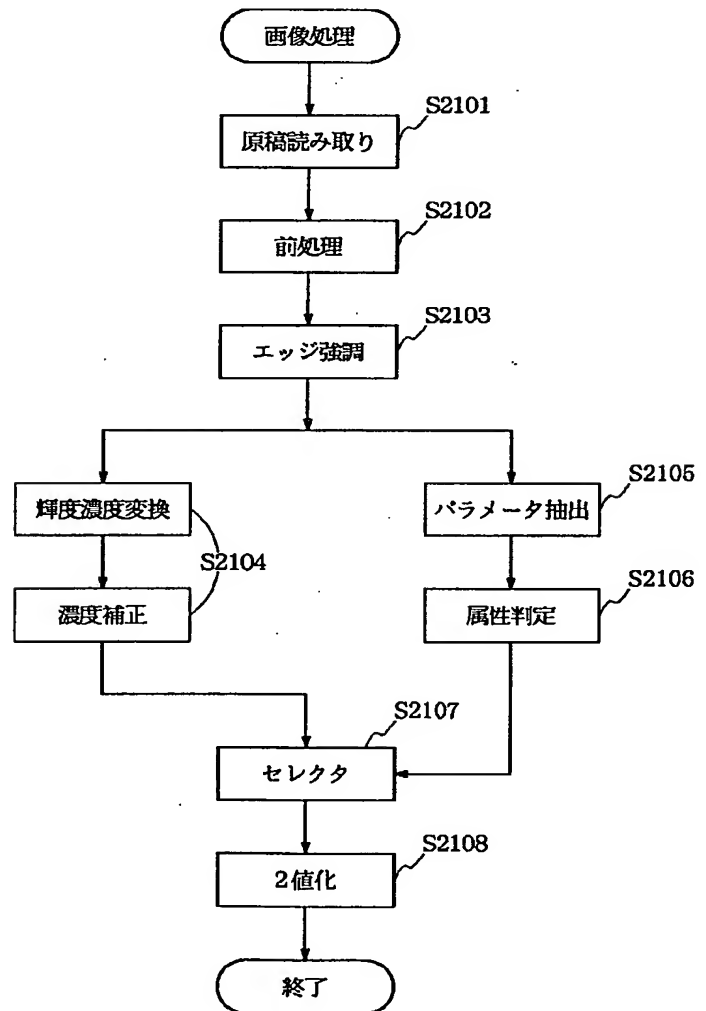 画像処理
S2101
原稿読み取り
S2102
前処理
S2103
エッジ強調
輝度濃度変換
S2104
濃度補正
S2105
パラメータ抽出
S2106
属性判定
S2107
セレクタ
S2108
2値化
終了